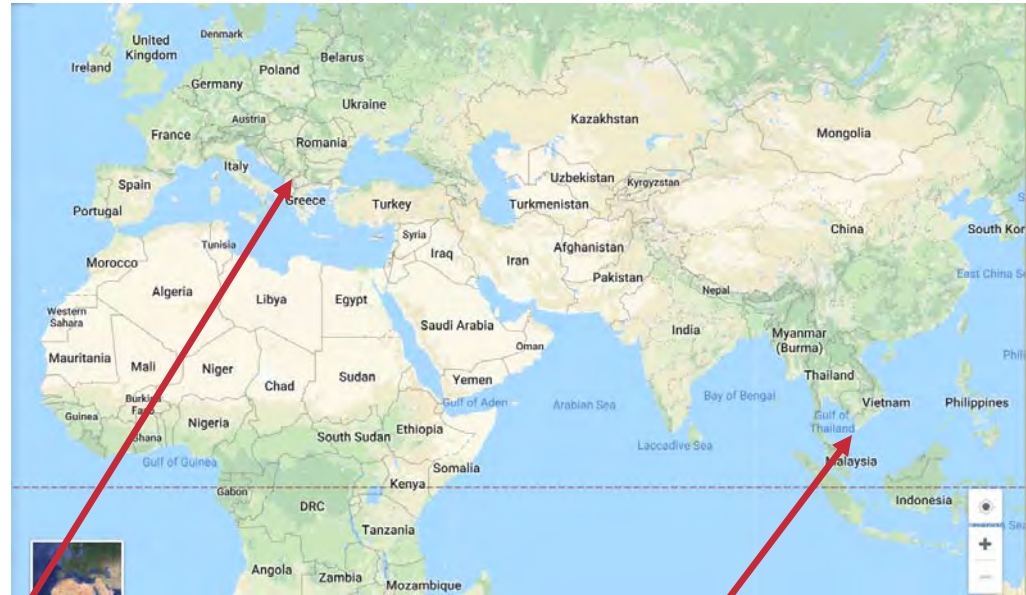 United
Kingdom
Denmark
Ireland
Belarus
Poland
Germany
Ukraine
Austria
France
Romania
Kazakhstan
Mongolia
Italy
Spain
Uzbekistan
Kyrgyzstan
Greece
Turkey
Turkmenistan
Portugal
China
South Kor
Tunisia
Syria
Iraq
Iran
Afghanistan
Morocco
Pakistan
East China Se
Nepal
Algeria
Libya
Egypt
Western
Sahara
Saudi Arabia
India
Myanmar
(Burma)
Oman
Mauritania
Mali
Niger
Chad
Sudan
Yemen
Thailand
Phili
Burkina
Faso
Gulf of Aden
Arabian Sea
Bay of Bengal
Vietnam
Philippines
Guinea
Nigeria
Ghana
South Sudan
Ethiopia
Gulf of
Thailand
Laccadive Sea
Gulf of Guinea
Somalia
Malaysia
Gabon
Kenya
Indonesia
DRC
Tanzania
Angola
Zambia
Mozambique